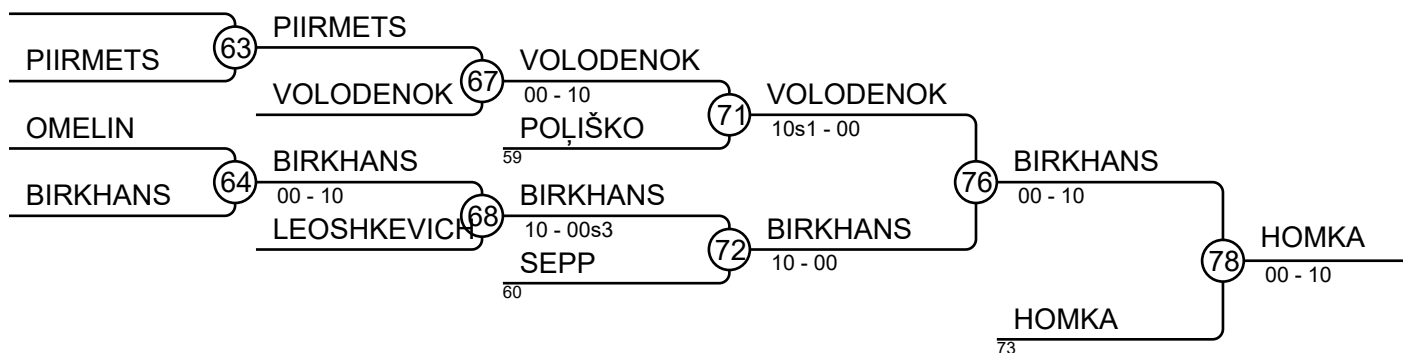 PIIRMETS
63
PIIRMETS
VOLODENOK
67
VOLODENOK
00 - 10
POĻIŠKO
59
71
VOLODENOK
10s1 - 00
OMELIN
BIRKHANS
64
BIRKHANS
00 - 10
LEOSHKEVICH
68
BIRKHANS
10 - 00s3
SEPP
60
72
BIRKHANS
10 - 00
76
BIRKHANS
00 - 10
HOMKA
73
78
HOMKA
00 - 10